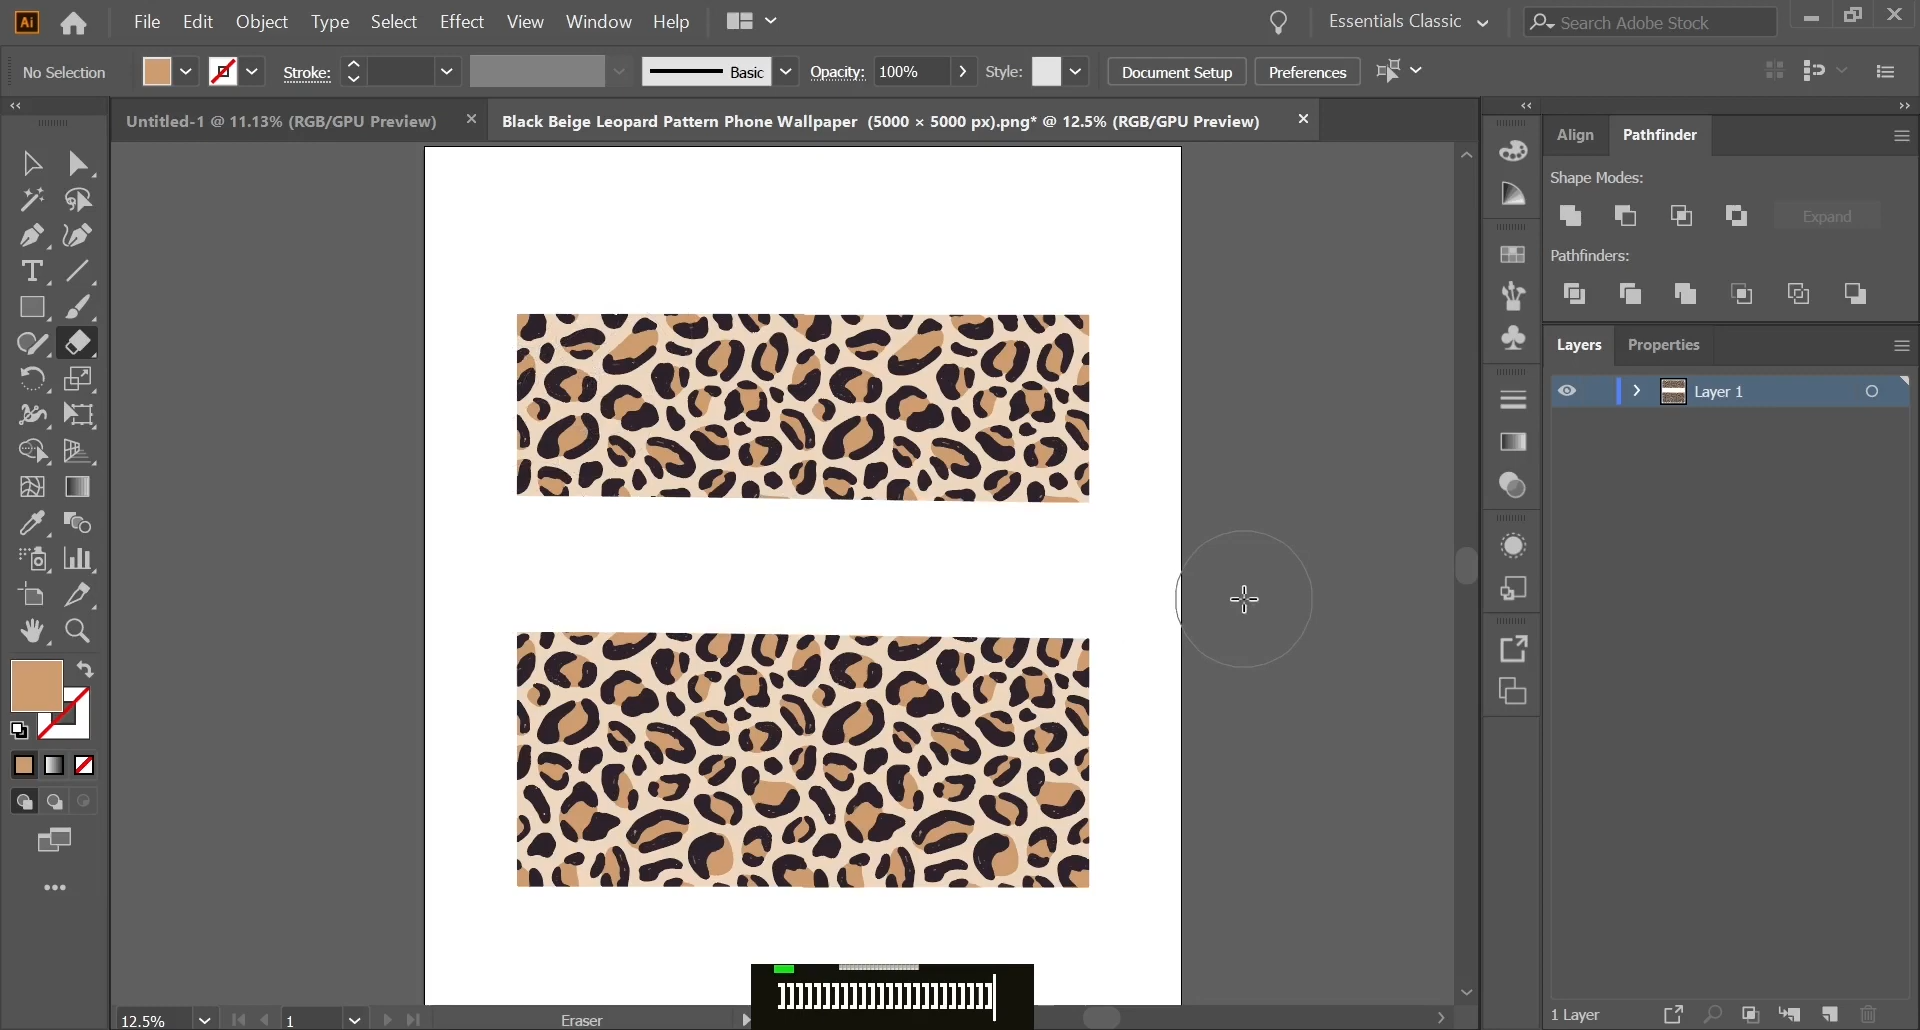 Ai File Edit Object Type Select Effect View Window Help Essentials Classic Search Adobe Stock
No Selection Stroke: Basic Opacity: 100% Style: Document Setup Preferences
Untitled-1 @ 11.13% (RGB/GPU Preview) Black Beige Leopard Pattern Phone Wallpaper (5000 × 5000 px).png* @ 12.5% (RGB/GPU Preview)
Align Pathfinder
Shape Modes:
Expand
Pathfinders:
Layers Properties
Layer 1
]]]]]]]]]]]]]]]]]]]]]]]]
12.5% 1 Eraser
1 Layer